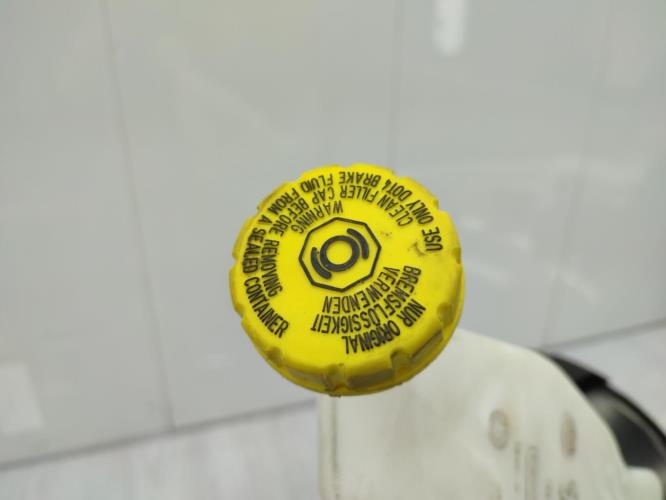 WARNING
CLEAN FILLER CAP BEFORE REMOVING
USE ONLY DOT4 BRAKE FLUID FROM A SEALED CONTAINER
NUR ORIGINAL
BREMSFLÜSSIGKEIT
VERWENDEN